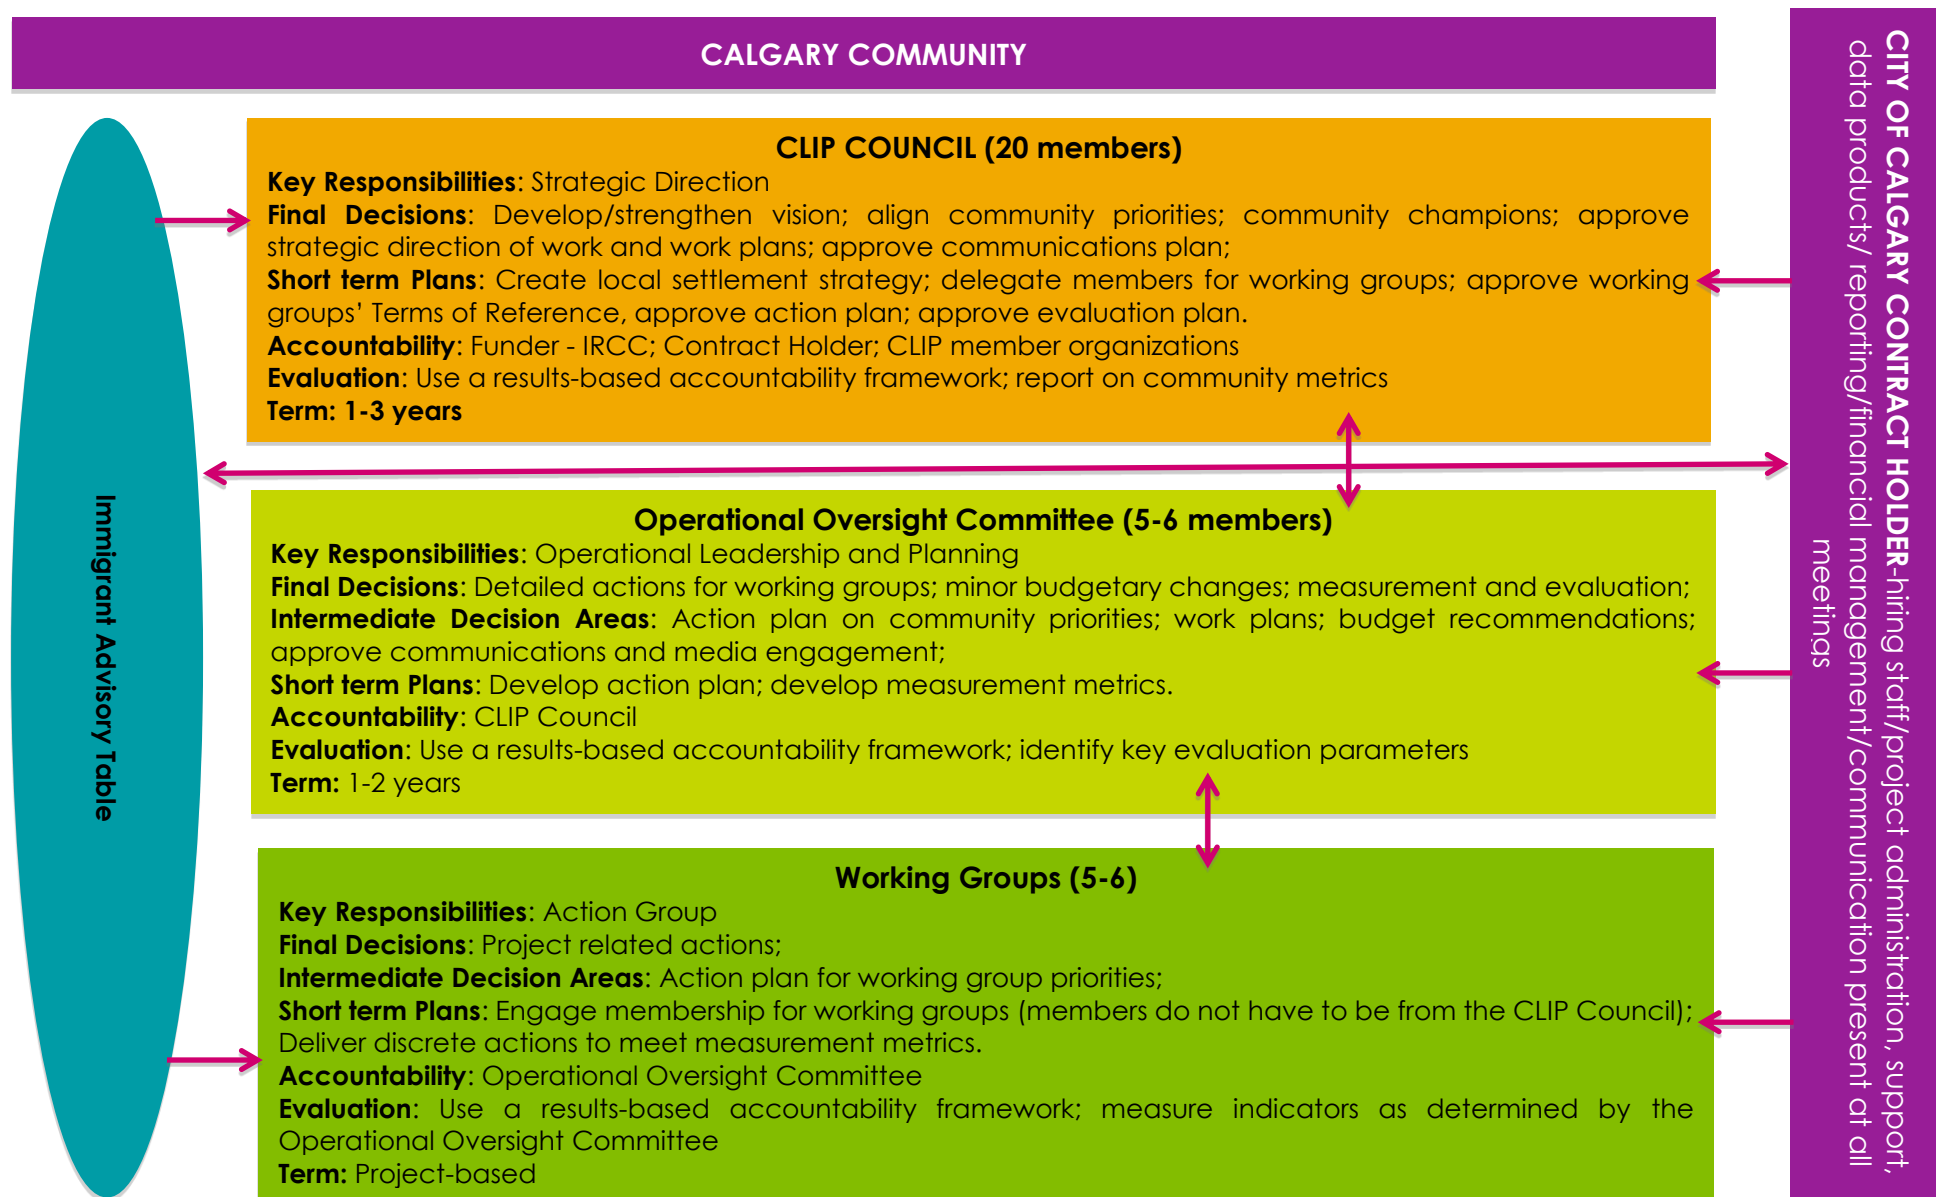 CALGARY COMMUNITY
CLIP COUNCIL (20 members)
Key Responsibilities: Strategic Direction
Final Decisions: Develop/strengthen vision; align community priorities; community champions; approve
strategic direction of work and work plans; approve communications plan;
Short term Plans: Create local settlement strategy; delegate members for working groups; approve working
groups’ Terms of Reference, approve action plan; approve evaluation plan.
Accountability: Funder - IRCC; Contract Holder; CLIP member organizations
Evaluation: Use a results-based accountability framework; report on community metrics
Term: 1-3 years
Operational Oversight Committee (5-6 members)
Key Responsibilities: Operational Leadership and Planning
Final Decisions: Detailed actions for working groups; minor budgetary changes; measurement and evaluation;
Intermediate Decision Areas: Action plan on community priorities; work plans; budget recommendations;
approve communications and media engagement;
Short term Plans: Develop action plan; develop measurement metrics.
Accountability: CLIP Council
Evaluation: Use a results-based accountability framework; identify key evaluation parameters
Term: 1-2 years
Working Groups (5-6)
Key Responsibilities: Action Group
Final Decisions: Project related actions;
Intermediate Decision Areas: Action plan for working group priorities;
Short term Plans: Engage membership for working groups (members do not have to be from the CLIP Council);
Deliver discrete actions to meet measurement metrics.
Accountability: Operational Oversight Committee
Evaluation: Use a results-based accountability framework; measure indicators as determined by the
Operational Oversight Committee
Term: Project-based
Immigrant Advisory Table
CITY OF CALGARY CONTRACT HOLDER-hiring staff/project administration, support,
data products/ reporting/financial management/communication present at all
meetings